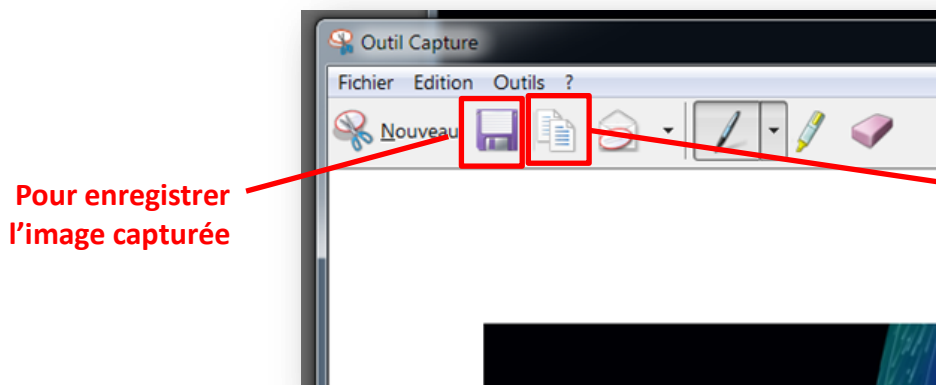 Outil Capture
Fichier Edition Outils ?
Nouveau
Pour enregistrer
l’image capturée